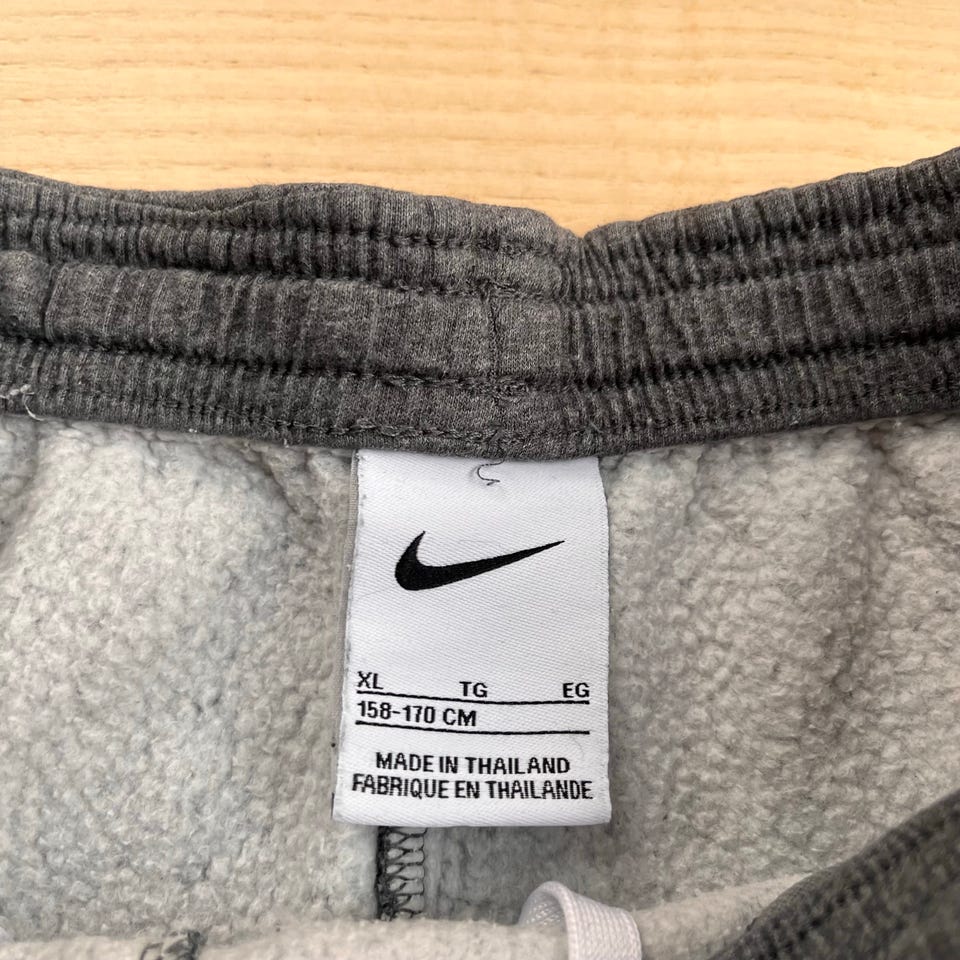 XL TG EG
158-170 CM
MADE IN THAILAND
FABRIQUE EN THAILANDE